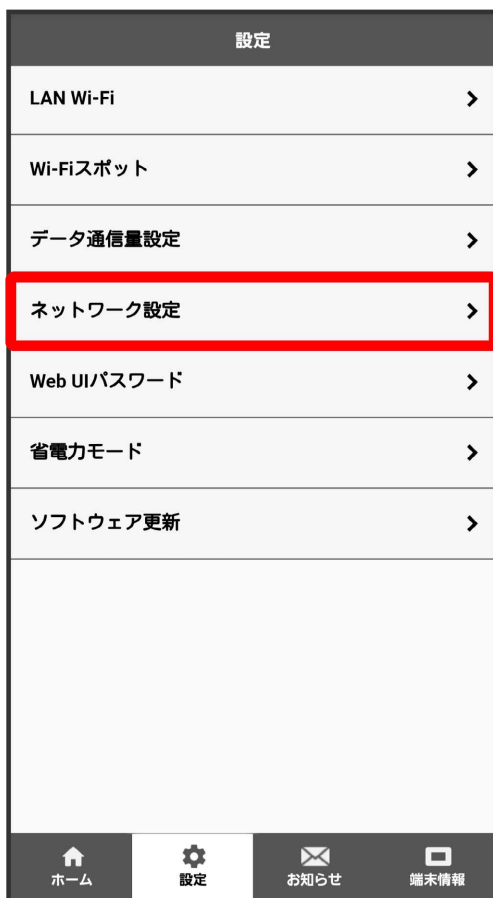 設定
LAN Wi-Fi
Wi-Fiスポット
データ通信量設定
ネットワーク設定
Web UIパスワード
省電力モード
ソフトウェア更新
ホーム
設定
お知らせ
端末情報